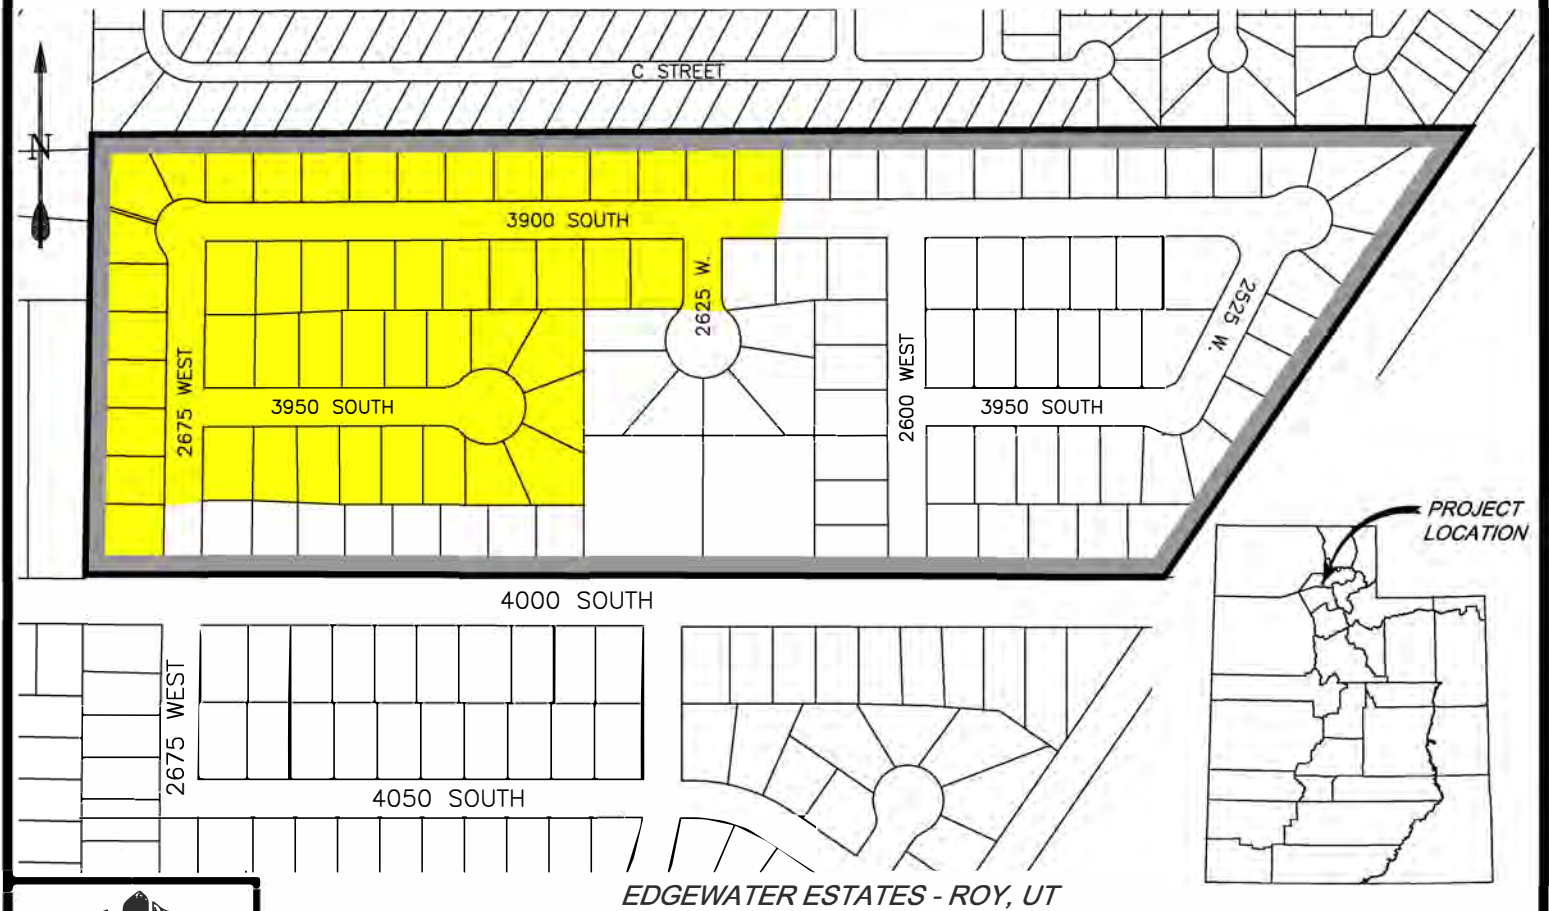 C STREET
N
3900 SOUTH
2625 W.
2525 W.
2675 WEST
3950 SOUTH
2600 WEST
3950 SOUTH
PROJECT
LOCATION
4000 SOUTH
2675 WEST
4050 SOUTH
EDGEWATER ESTATES - ROY, UT